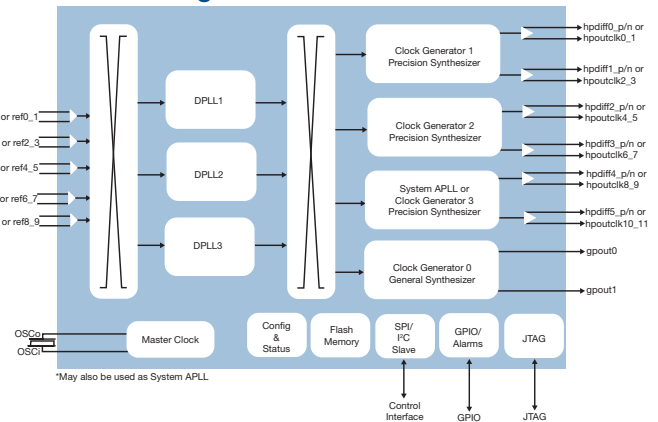 hpdiff0_p/n or
hpoutclk0_1
Clock Generator 1
Precision Synthesizer
hpdiff1_p/n or
hpoutclk2_3
DPLL1
hpdiff2_p/n or
hpoutclk4_5
or ref0_1
Clock Generator 2
Precision Synthesizer
or ref2_3
hpdiff3_p/n or
hpoutclk6_7
or ref4_5
DPLL2
hpdiff4_p/n or
hpoutclk8_9
System APLL or
Clock Generator 3
Precision Synthesizer
or ref6_7
or ref8_9
hpdiff5_p/n or
hpoutclk10_11
DPLL3
gpout0
Clock Generator 0
General Synthesizer
gpout1
OSCo
OSCi
Master Clock
Config
&
Status
Flash
Memory
SPI/
I²C
Slave
GPIO/
Alarms
JTAG
*May also be used as System APLL
Control
Interface
GPIO
JTAG